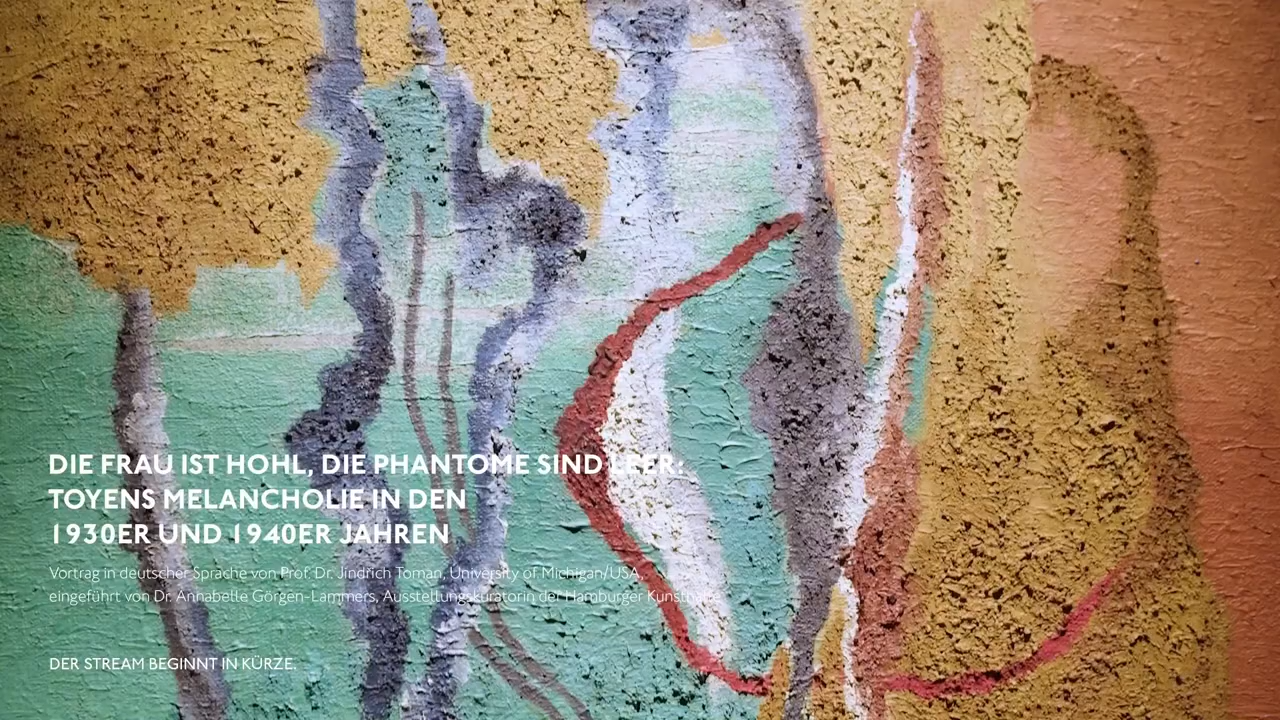 DIE FRAU IST HOHL, DIE PHANTOME SIND LEER:
TOYENS MELANCHOLIE IN DEN
1930ER UND 1940ER JAHREN
Vortrag in deutscher Sprache von Prof. Dr. Jindrich Toman, University of Michigan/USA,
eingeführt von Dr. Annabelle Görgen-Lammers, Ausstellungskuratorin der Hamburger Kunsthalle
DER STREAM BEGINNT IN KÜRZE.